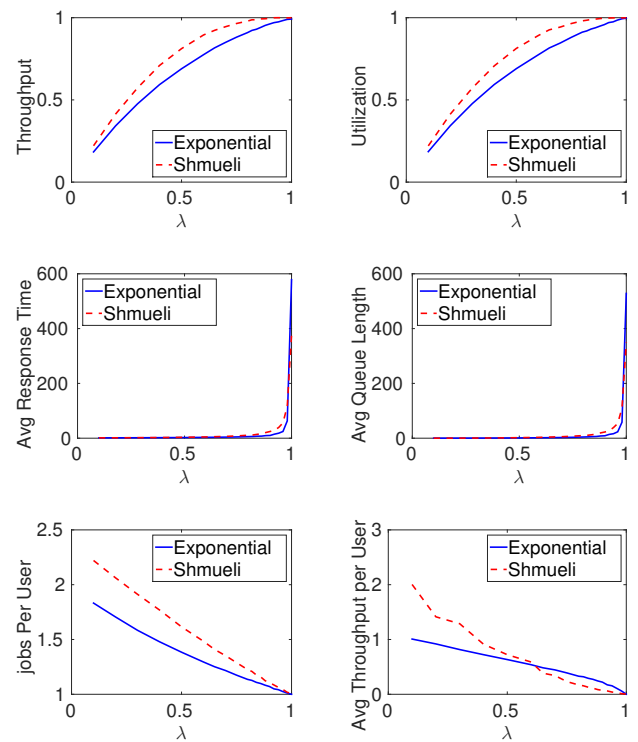 Throughput
1
0.5
0
0
0.5
1
λ
Exponential
Shmueli
Utilization
1
0.5
0
0
0.5
1
λ
Exponential
Shmueli
Avg Response Time
600
400
200
0
0
0.5
1
λ
Exponential
Shmueli
Avg Queue Length
600
400
200
0
0
0.5
1
λ
Exponential
Shmueli
jobs Per User
2.5
2
1.5
1
0
0.5
1
λ
Exponential
Shmueli
Avg Throughput per User
3
2
1
0
0
0.5
1
λ
Exponential
Shmueli